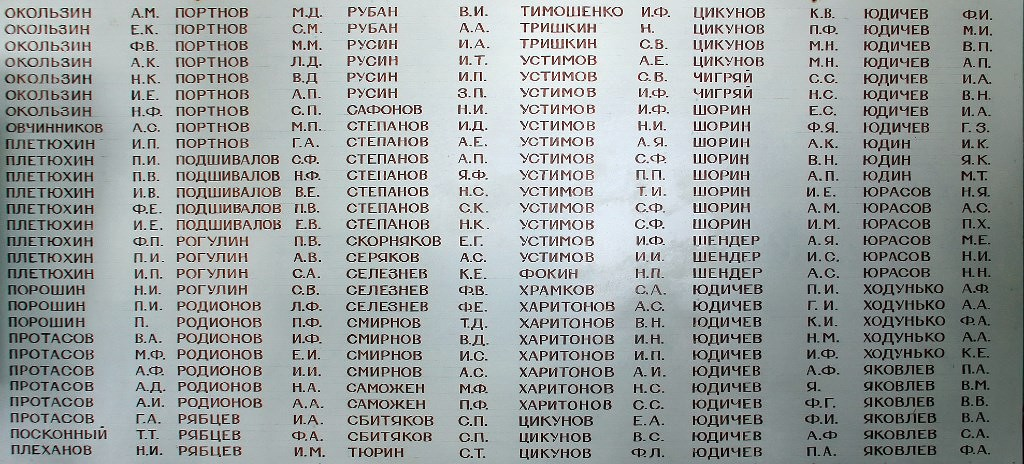 ОКОЛЬЗИН А.М. ПОРТНОВ М.Д. РУБАН В.И. ТИМОШЕНКО И.Ф. ЦИКУНОВ К.В. ЮДИЧЕВ Ф.И.
ОКОЛЬЗИН Е.К. ПОРТНОВ С.М. РУБАН А.А. ТРИШКИН Н. ЦИКУНОВ П.Ф. ЮДИЧЕВ М.И.
ОКОЛЬЗИН Ф.В. ПОРТНОВ М.М. РУСИН И.А. ТРИШКИН С.В. ЦИКУНОВ М.Н. ЮДИЧЕВ В.П.
ОКОЛЬЗИН А.К. ПОРТНОВ Л.Д. РУСИН И.Т. УСТИМОВ А.Е. ЦИКУНОВ М.Н. ЮДИЧЕВ А.П.
ОКОЛЬЗИН Н.К. ПОРТНОВ В.Д РУСИН И.П. УСТИМОВ С.В. ЧИГРЯЙ С.С. ЮДИЧЕВ И.А.
ОКОЛЬЗИН И.Е. ПОРТНОВ А.П. РУСИН З.П. УСТИМОВ И.Ф. ЧИГРЯЙ Н.С. ЮДИЧЕВ В.Н.
ОКОЛЬЗИН Н.Ф. ПОРТНОВ С.П. САФОНОВ Н.И. УСТИМОВ И.Ф. ШОРИН Е.С. ЮДИЧЕВ И.А.
ОВЧИННИКОВ А.С. ПОРТНОВ М.П. СТЕПАНОВ И.Д. УСТИМОВ Н.И. ШОРИН Ф.Я. ЮДИЧЕВ Г.З.
ПЛЕТЮХИН И.П. ПОРТНОВ Г.А. СТЕПАНОВ А.Е. УСТИМОВ А.Я. ШОРИН А.К. ЮДИН И.К.
ПЛЕТЮХИН П.И. ПОДШИВАЛОВ С.Ф. СТЕПАНОВ А.П. УСТИМОВ С.Ф. ШОРИН В.Н. ЮДИН Я.К.
ПЛЕТЮХИН П.В. ПОДШИВАЛОВ Н.Ф. СТЕПАНОВ Я.Ф. УСТИМОВ П.П. ШОРИН А.П. ЮДИН М.Т.
ПЛЕТЮХИН И.В. ПОДШИВАЛОВ В.Е. СТЕПАНОВ Н.С. УСТИМОВ Т.И. ШОРИН И.Е. ЮРАСОВ Н.Я.
ПЛЕТЮХИН Ф.Е. ПОДШИВАЛОВ П.В. СТЕПАНОВ С.К. УСТИМОВ С.Ф. ШОРИН А.М. ЮРАСОВ А.С.
ПЛЕТЮХИН И.Е. ПОДШИВАЛОВ Е.В. СТЕПАНОВ Н.К. УСТИМОВ С.Ф. ШОРИН И.М. ЮРАСОВ П.Х.
ПЛЕТЮХИН Ф.П. РОГУЛИН П.В. СКОРНЯКОВ Е.Г. УСТИМОВ И.Ф. ШЕНДЕР А.Я. ЮРАСОВ М.Е.
ПЛЕТЮХИН П.И. РОГУЛИН А.В. СЕРЯКОВ А.С. УСТИМОВ И.И. ШЕНДЕР И.С. ЮРАСОВ Н.И.
ПЛЕТЮХИН И.П. РОГУЛИН С.А. СЕЛЕЗНЕВ К.Е. ФОКИН Н.П. ШЕНДЕР А.С. ЮРАСОВ Н.Н.
ПОРОШИН Н.И. РОГУЛИН С.В. СЕЛЕЗНЕВ Ф.В. ХРАМКОВ С.А. ЮДИЧЕВ П.И. ХОДУНЬКО А.Ф.
ПОРОШИН П.И. РОДИОНОВ Л.Ф. СЕЛЕЗНЕВ Ф.Е. ХАРИТОНОВ А.С. ЮДИЧЕВ Г.И. ХОДУНЬКО А.А.
ПОРОШИН П. РОДИОНОВ П.Ф. СМИРНОВ Т.Д. ХАРИТОНОВ В.Н. ЮДИЧЕВ К.И. ХОДУНЬКО Ф.А.
ПРОТАСОВ В.А. РОДИОНОВ И.Ф. СМИРНОВ В.Д. ХАРИТОНОВ И.Н. ЮДИЧЕВ Н.М. ХОДУНЬКО А.А.
ПРОТАСОВ М.Ф. РОДИОНОВ Е.И. СМИРНОВ И.С. ХАРИТОНОВ И.П. ЮДИЧЕВ И.Ф. ХОДУНЬКО К.Е.
ПРОТАСОВ А.Ф. РОДИОНОВ И.И. СМИРНОВ А.С. ХАРИТОНОВ А.И. ЮДИЧЕВ А.Ф. ЯКОВЛЕВ П.А.
ПРОТАСОВ А.Д. РОДИОНОВ Н.А. САМОЖЕН М.Ф. ХАРИТОНОВ Н.С. ЮДИЧЕВ Я. ЯКОВЛЕВ В.М.
ПРОТАСОВ А.И. РОДИОНОВ А.А. САМОЖЕН П.Ф. ХАРИТОНОВ С.С. ЮДИЧЕВ Ф.Г. ЯКОВЛЕВ В.В.
ПРОТАСОВ Г.А. РЯБЦЕВ И.А. СБИТЯКОВ С.П. ЦИКУНОВ Е.А. ЮДИЧЕВ Ф.И. ЯКОВЛЕВ В.А.
ПОСКОННЫЙ Т.Т. РЯБЦЕВ Ф.А. СБИТЯКОВ С.П. ЦИКУНОВ В.С. ЮДИЧЕВ А.Ф ЯКОВЛЕВ С.А.
ПЛЕХАНОВ Н.И. РЯБЦЕВ И.М. ТЮРИН С.Т. ЦИКУНОВ Ф.Л. ЮДИЧЕВ П.А. ЯКОВЛЕВ Ф.А.